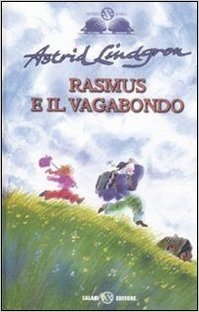 Astrid Lindgren
RASMUS
E IL VAGABONDO
SALANI EDITORE